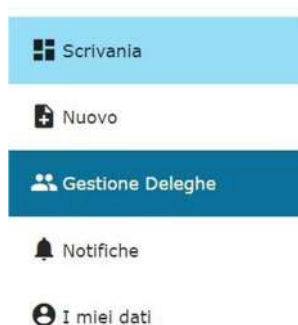 Scrivania
Nuovo
Gestione Deleghe
Notifiche
I miei dati